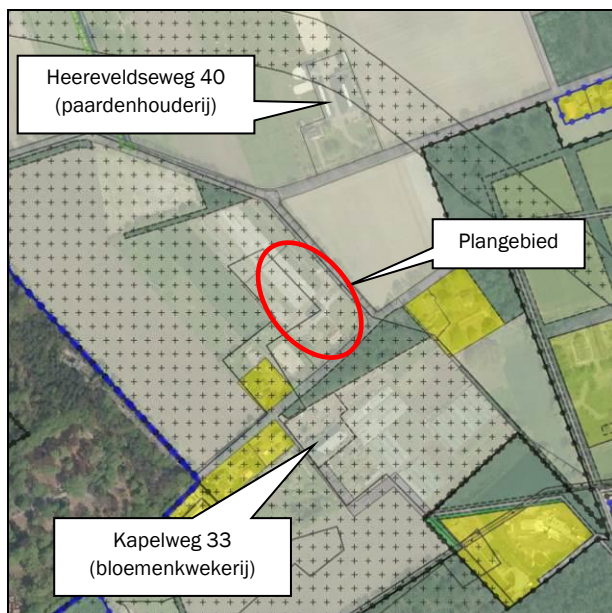 Heereveldseweg 40
(paardenhouderij)
Plangebied
Kapelweg 33
(bloemenkwekerij)